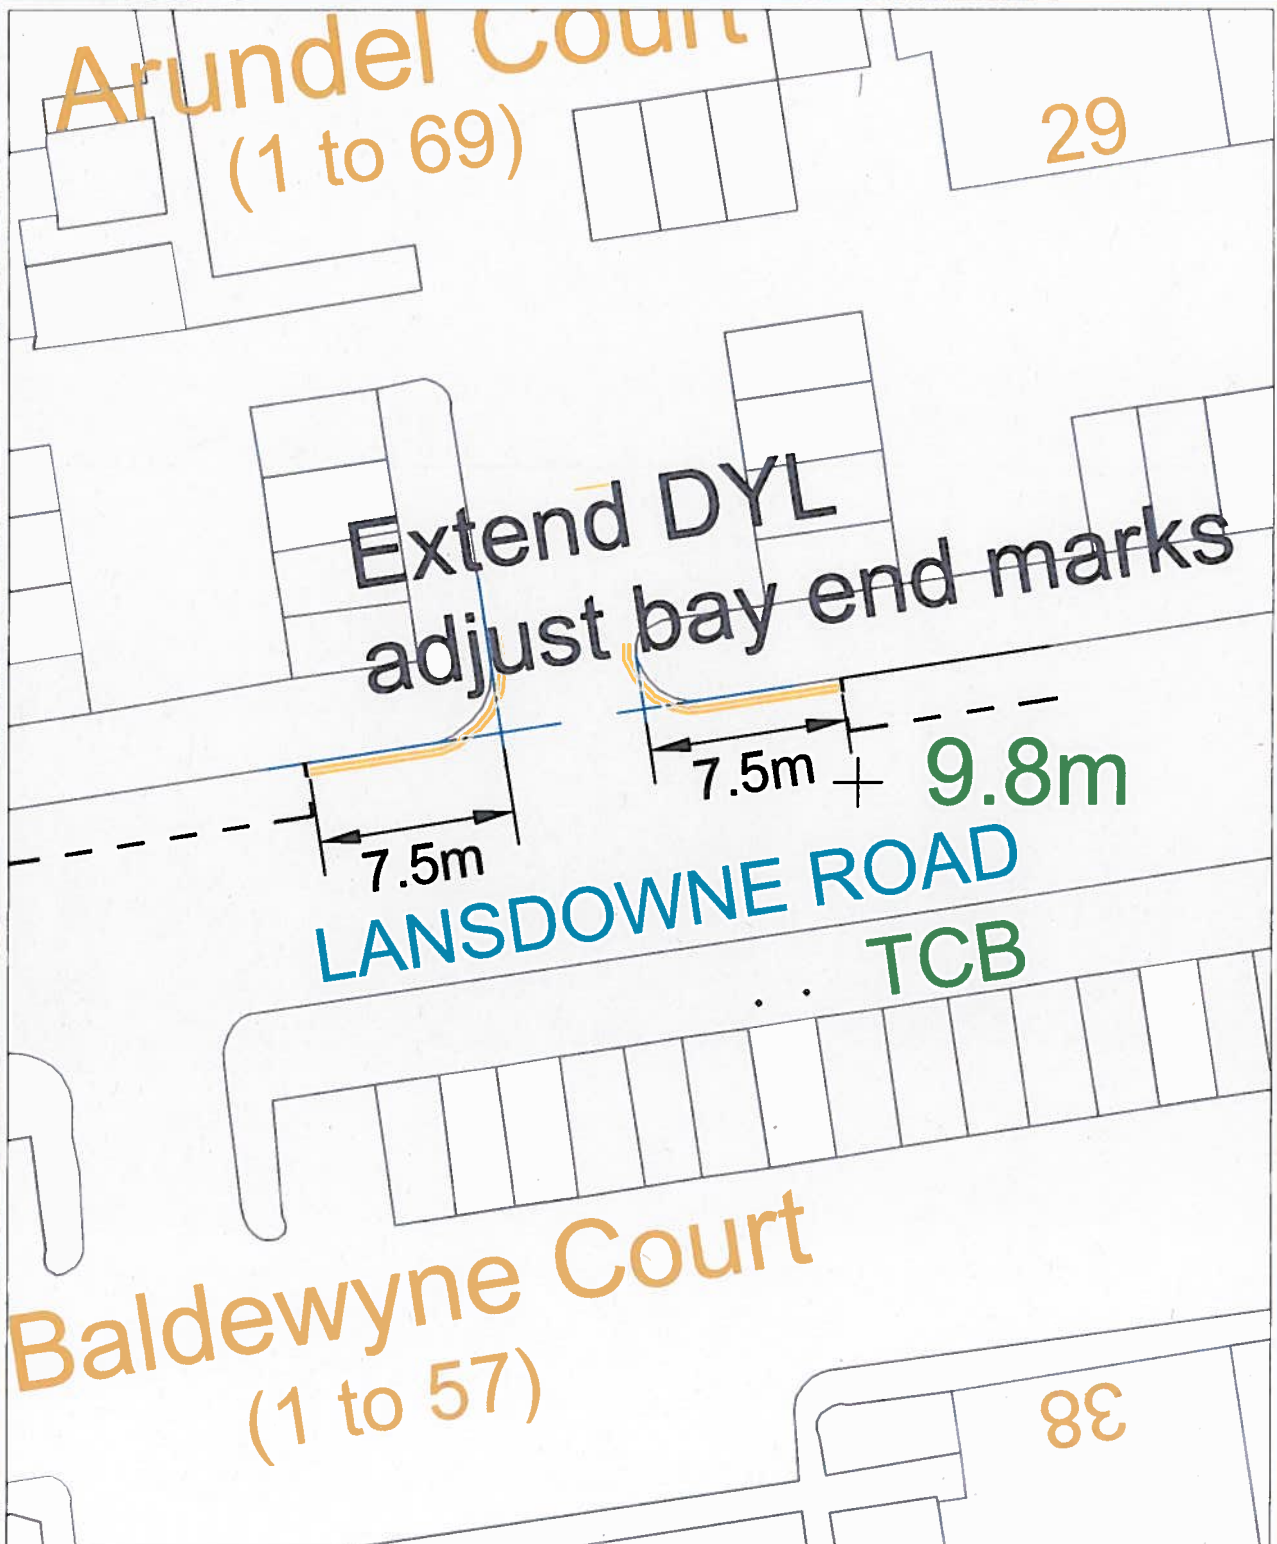 Arundel Court
(1 to 69)
29
Extend DYL
adjust bay end marks
7.5m
9.8m
7.5m
LANSDOWNE ROAD
TCB
Baldewyne Court
(1 to 57)
38